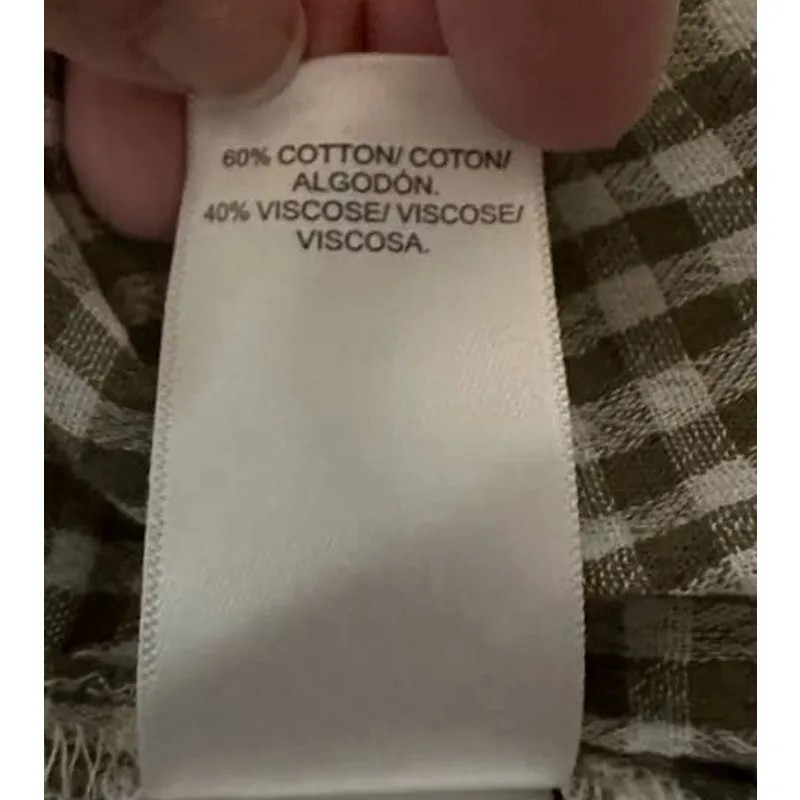 60% COTTON/ COTON/
ALGODÓN.
40% VISCOSE/ VISCOSE/
VISCOSA.